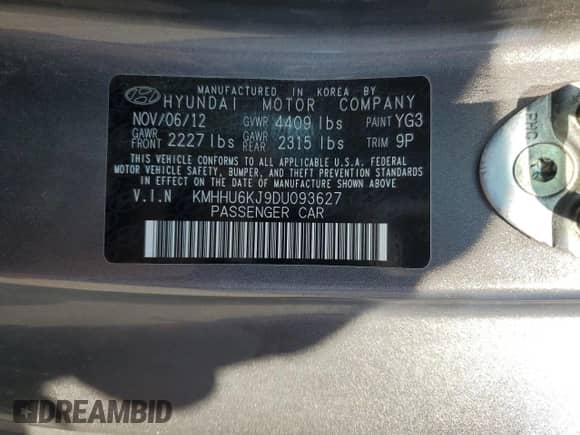 MANUFACTURED IN KOREA BY
HYUNDAI MOTOR COMPANY
NOV/06/12 GVWR 4409 lbs PAINT YG3
GAWR FRONT 2227 lbs GAWR REAR 2315 lbs TRIM 9P
THIS VEHICLE CONFORMS TO ALL APPLICABLE U.S.A. FEDERAL
MOTOR VEHICLE SAFETY, BUMPER, AND THEFT STANDARDS
IN EFFECT ON THE DATE OF MANUFACTURE SHOWN ABOVE.
V.I.N KMHHU6KJ9DU093627
PASSENGER CAR
PHC
DREAMBID